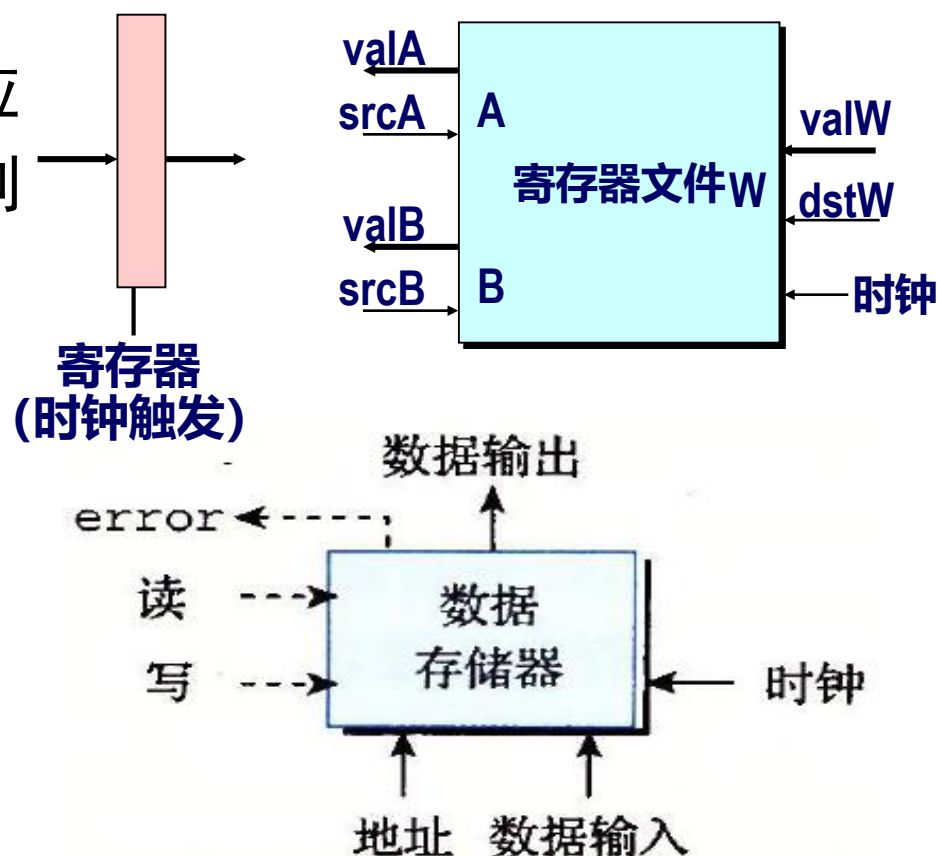 valA
srcA
A
valW
寄存器文件W
dstW
valB
srcB
B
时钟
寄存器
(时钟触发)
数据输出
error
读
数据
写
存储器
时钟
地址 数据输入